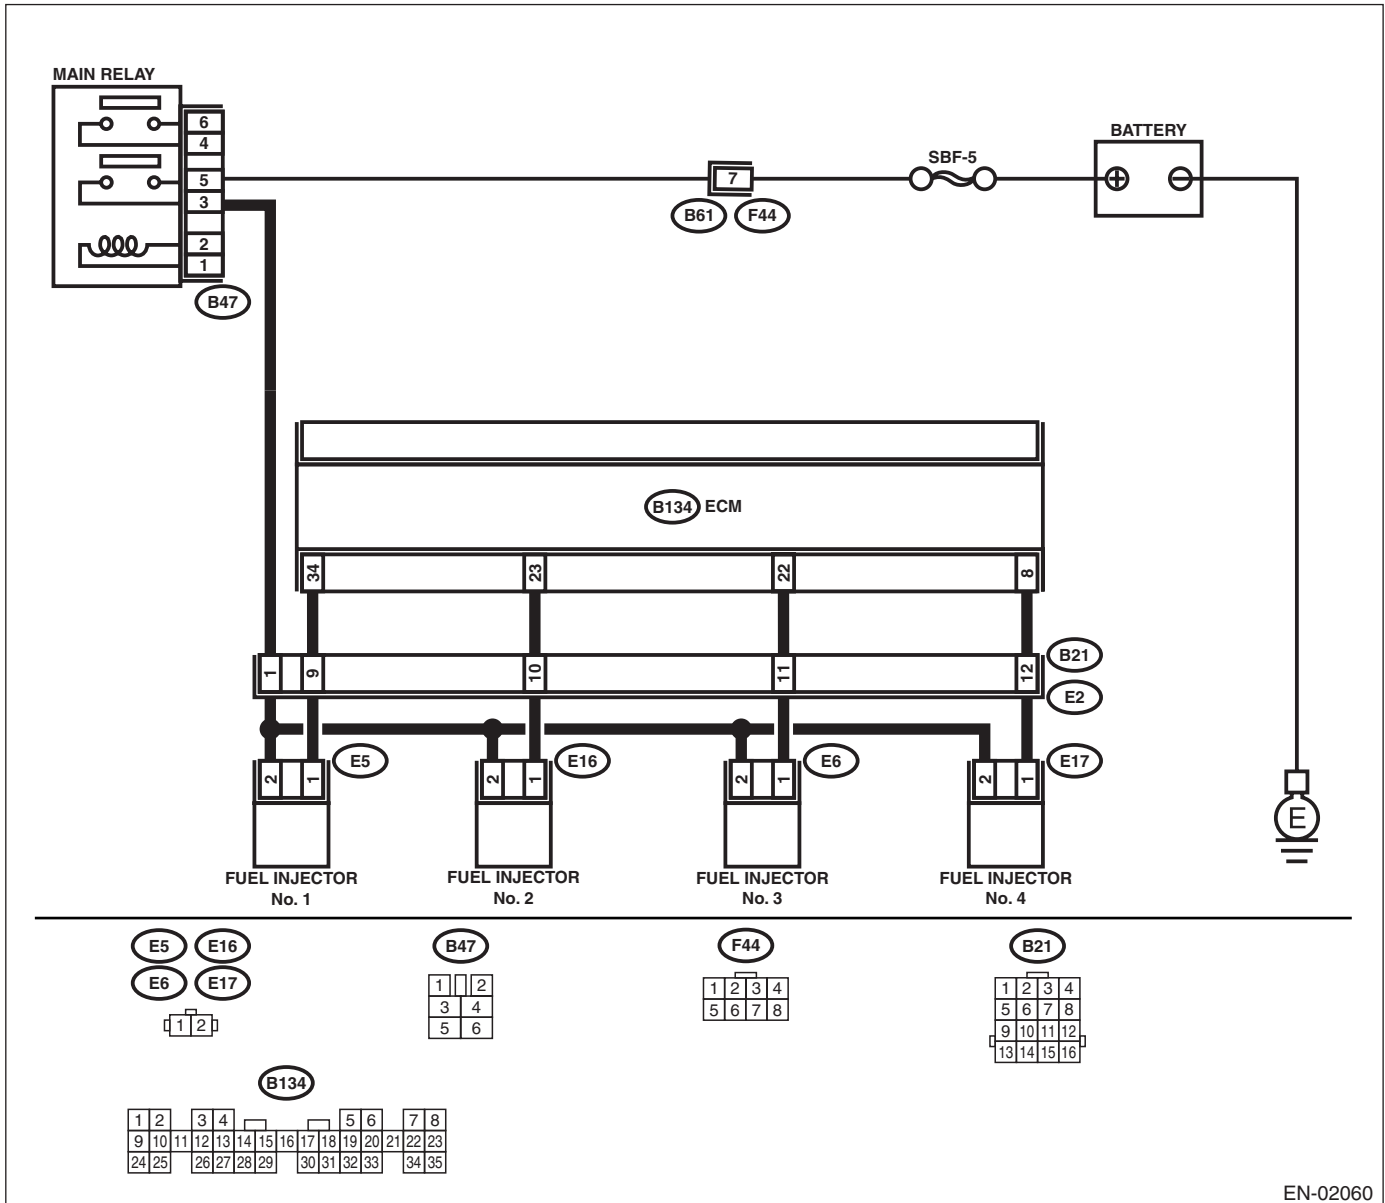 MAIN RELAY
6
4
5
3
2
1
B47
7
B61 F44
SBF-5
BATTERY
B134 ECM
34 23 22 8
1 9 10 11 12
B21
E2
2 1 E5
2 1 E16
2 1 E6
2 1 E17
E
FUEL INJECTOR
No. 1
FUEL INJECTOR
No. 2
FUEL INJECTOR
No. 3
FUEL INJECTOR
No. 4
E5 E16
E6 E17
1 2
B47
1 2
3 4
5 6
F44
1 2 3 4
5 6 7 8
B21
1 2 3 4
5 6 7 8
9 10 11 12
13 14 15 16
B134
1 2 3 4 5 6 7 8
9 10 11 12 13 14 15 16 17 18 19 20 21 22 23
24 25 26 27 28 29 30 31 32 33 34 35
EN-02060